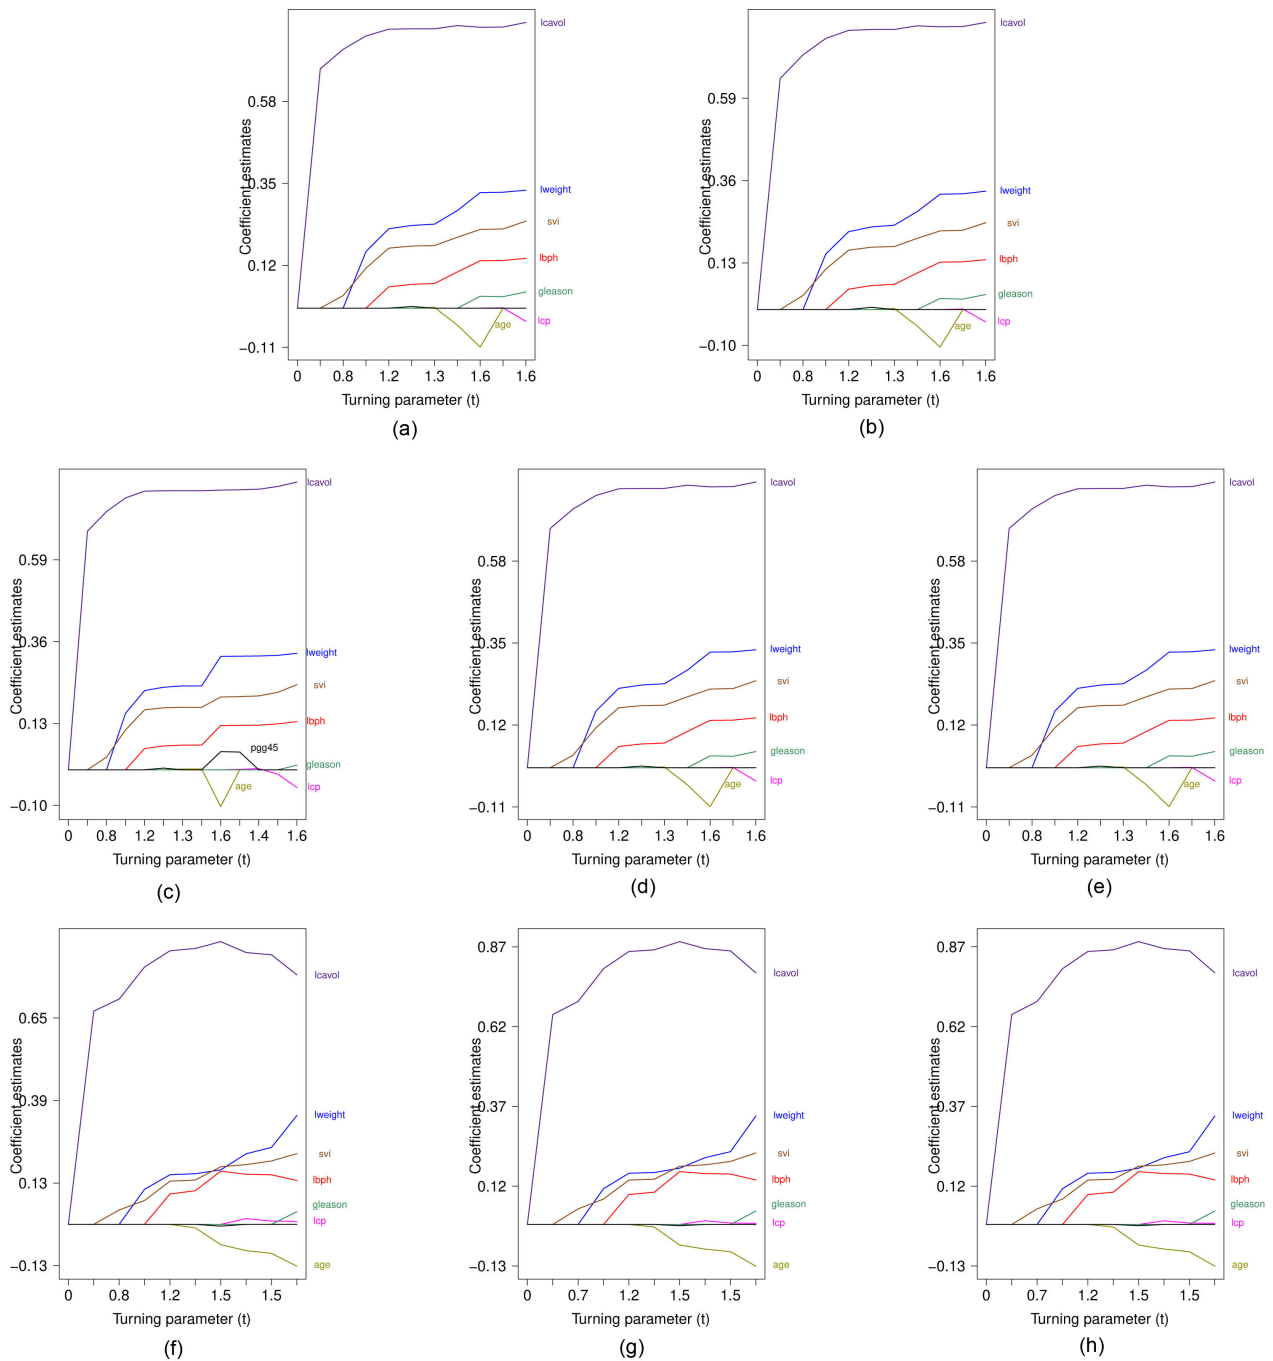 lcavol
0.58
0.35
0.12
−0.11
Coefficient estimates
lweight
svi
lbph
gleason
lcp
age
0 0.8 1.2 1.3 1.6 1.6
Turning parameter (t)
(a)
lcavol
0.59
0.36
0.13
−0.10
Coefficient estimates
lweight
svi
lbph
gleason
lcp
age
0 0.8 1.2 1.3 1.6 1.6
Turning parameter (t)
(b)
lcavol
0.59
0.36
0.13
−0.10
Coefficient estimates
lweight
svi
lbph
pgg45
gleason
lcp
age
0 0.8 1.2 1.3 1.6 1.4 1.6
Turning parameter (t)
(c)
lcavol
0.58
0.35
0.12
−0.11
Coefficient estimates
lweight
svi
lbph
gleason
lcp
age
0 0.8 1.2 1.3 1.6 1.6
Turning parameter (t)
(d)
lcavol
0.58
0.35
0.12
−0.11
Coefficient estimates
lweight
svi
lbph
gleason
lcp
age
0 0.8 1.2 1.3 1.6 1.6
Turning parameter (t)
(e)
lcavol
0.65
0.39
0.13
−0.13
Coefficient estimates
lweight
svi
lbph
gleason
lcp
age
0 0.8 1.2 1.5 1.5
Turning parameter (t)
(f)
0.87
0.62
0.37
0.12
−0.13
Coefficient estimates
lcavol
lweight
svi
lbph
gleason
lcp
age
0 0.7 1.2 1.5 1.5
Turning parameter (t)
(g)
0.87
0.62
0.37
0.12
−0.13
Coefficient estimates
lcavol
lweight
svi
lbph
gleason
lcp
age
0 0.7 1.2 1.5 1.5
Turning parameter (t)
(h)